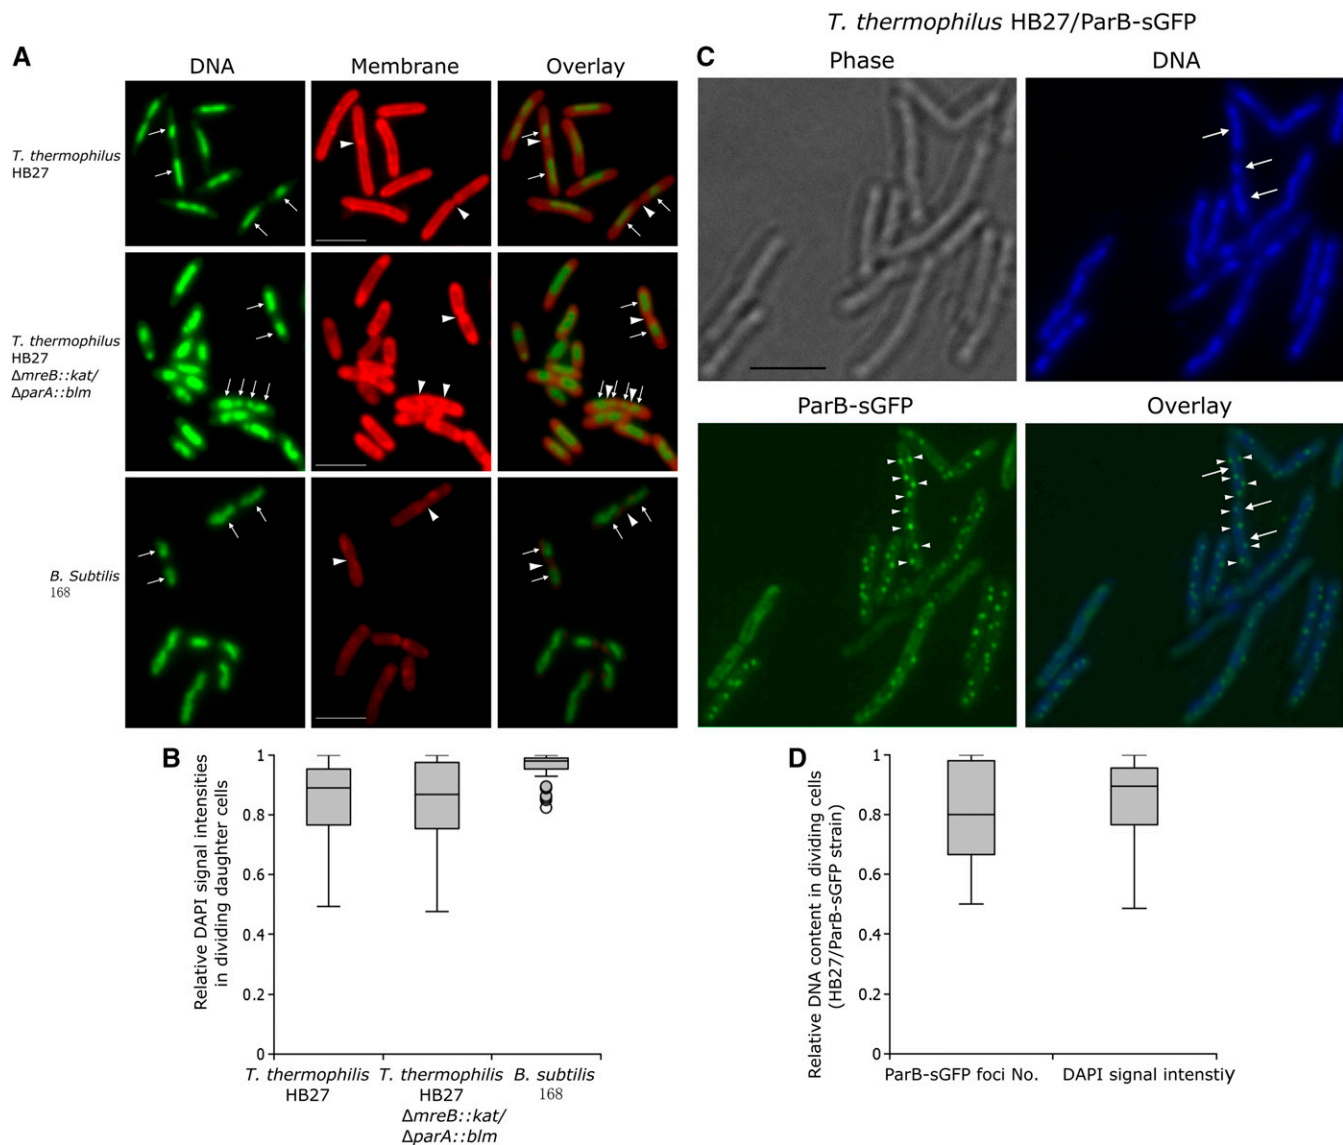 T. thermophilus HB27/ParB-sGFP
A
DNA
Membrane
Overlay
T. thermophilus
HB27
T. thermophilus
HB27
ΔmreB::kat/
ΔparA::blm
B. Subtilis
168
C
Phase
DNA
ParB-sGFP
Overlay
B
Relative DAPI signal intensities
in dividing daughter cells
1
0.8
0.6
0.4
0.2
0
T. thermophilis
HB27
T. thermophilis
HB27
ΔmreB::kat/
ΔparA::blm
B. subtilis
168
D
Relative DNA content in dividing cells
(HB27/ParB-sGFP strain)
1
0.8
0.6
0.4
0.2
0
ParB-sGFP foci No.
DAPI signal intenstiy